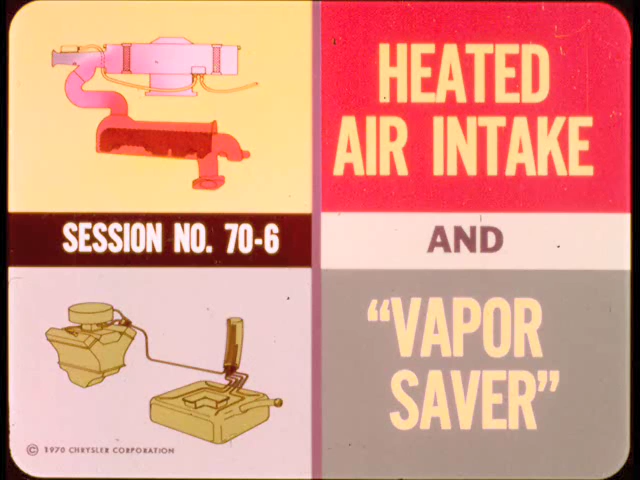 SESSION NO. 70-6
© 1970 CHRYSLER CORPORATION
HEATED
AIR INTAKE
AND
“VAPOR
SAVER”